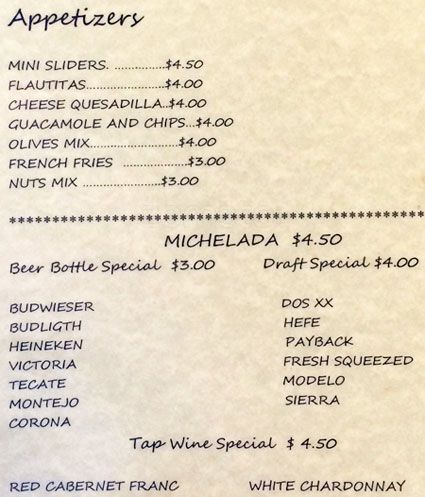 Appetizers
MINI SLIDERS. ...............$4.50
FLAUTITAS.......................$4.00
CHEESE QUESADILLA..$4.00
GUACAMOLE AND CHIPS...$4.00
OLIVES MIX..........................$4.00
FRENCH FRIES ...................$3.00
NUTS MIX .......................$3.00
**************************************************
MICHELADA $4.50
Beer Bottle Special $3.00 Draft Special $4.00
BUDWIESER DOS XX
BUDLIGTH HEFE
HEINEKEN PAYBACK
VICTORIA FRESH SQUEEZED
TECATE MODELO
MONTEJO SIERRA
CORONA
Tap Wine Special $ 4.50
RED CABERNET FRANC WHITE CHARDONNAY